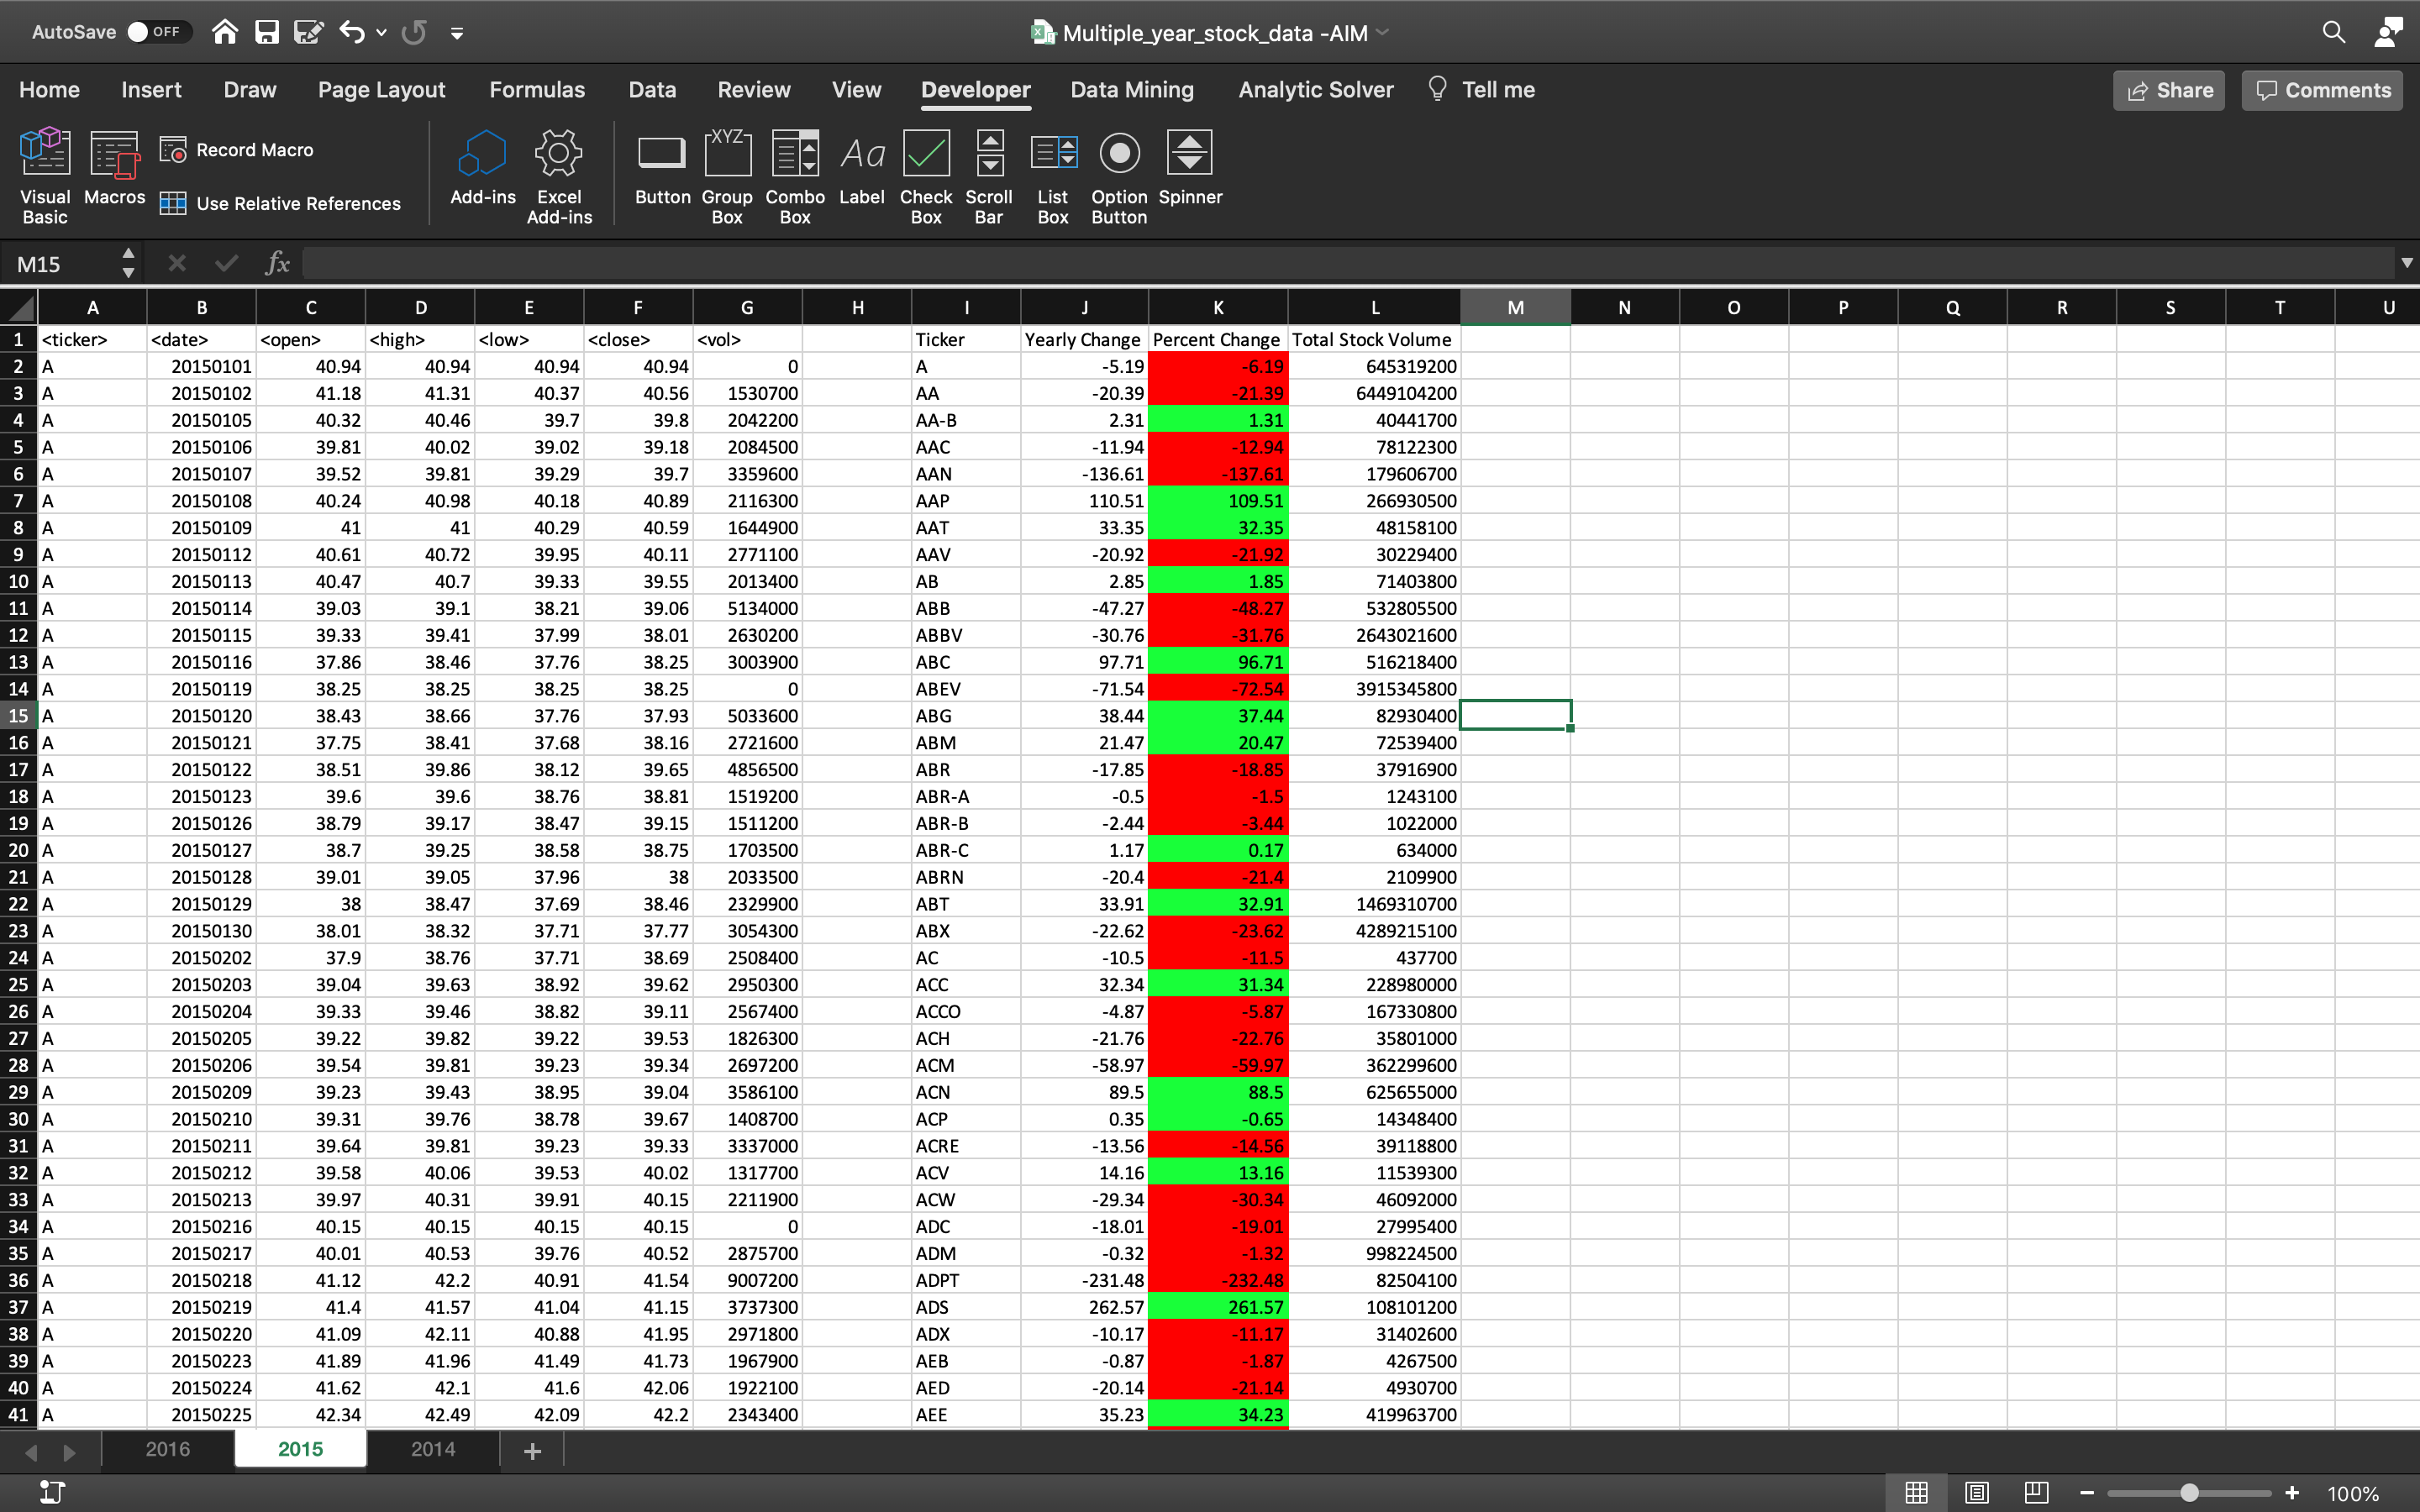 AutoSave OFF Multiple_year_stock_data -AIM
Home Insert Draw Page Layout Formulas Data Review View Developer Data Mining Analytic Solver Tell me Share Comments
Visual Basic Macros Record Macro Use Relative References Add-ins Excel Add-ins Button XYZ Group Box Combo Box Aa Label Check Box Scroll Bar List Box Option Button Spinner
M15 fx
A B C D E F G H I J K L M N O P Q R S T U
1 <ticker> <date> <open> <high> <low> <close> <vol> Ticker Yearly Change Percent Change Total Stock Volume
2 A 20150101 40.94 40.94 40.94 40.94 0 A -5.19 -6.19 645319200
3 A 20150102 41.18 41.31 40.37 40.56 1530700 AA -20.39 -21.39 6449104200
4 A 20150105 40.32 40.46 39.7 39.8 2042200 AA-B 2.31 1.31 40441700
5 A 20150106 39.81 40.02 39.02 39.18 2084500 AAC -11.94 -12.94 78122300
6 A 20150107 39.52 39.81 39.29 39.7 3359600 AAN -136.61 -137.61 179606700
7 A 20150108 40.24 40.98 40.18 40.89 2116300 AAP 110.51 109.51 266930500
8 A 20150109 41 41 40.29 40.59 1644900 AAT 33.35 32.35 48158100
9 A 20150112 40.61 40.72 39.95 40.11 2771100 AAV -20.92 -21.92 30229400
10 A 20150113 40.47 40.7 39.33 39.55 2013400 AB 2.85 1.85 71403800
11 A 20150114 39.03 39.1 38.21 39.06 5134000 ABB -47.27 -48.27 532805500
12 A 20150115 39.33 39.41 37.99 38.01 2630200 ABBV -30.76 -31.76 2643021600
13 A 20150116 37.86 38.46 37.76 38.25 3003900 ABC 97.71 96.71 516218400
14 A 20150119 38.25 38.25 38.25 38.25 0 ABEV -71.54 -72.54 3915345800
15 A 20150120 38.43 38.66 37.76 37.93 5033600 ABG 38.44 37.44 82930400
16 A 20150121 37.75 38.41 37.68 38.16 2721600 ABM 21.47 20.47 72539400
17 A 20150122 38.51 39.86 38.12 39.65 4856500 ABR -17.85 -18.85 37916900
18 A 20150123 39.6 39.6 38.76 38.81 1519200 ABR-A -0.5 -1.5 1243100
19 A 20150126 38.79 39.17 38.47 39.15 1511200 ABR-B -2.44 -3.44 1022000
20 A 20150127 38.7 39.25 38.58 38.75 1703500 ABR-C 1.17 0.17 634000
21 A 20150128 39.01 39.05 37.96 38 2033500 ABRN -20.4 -21.4 2109900
22 A 20150129 38 38.47 37.69 38.46 2329900 ABT 33.91 32.91 1469310700
23 A 20150130 38.01 38.32 37.71 37.77 3054300 ABX -22.62 -23.62 4289215100
24 A 20150202 37.9 38.76 37.71 38.69 2508400 AC -10.5 -11.5 437700
25 A 20150203 39.04 39.63 38.92 39.62 2950300 ACC 32.34 31.34 228980000
26 A 20150204 39.33 39.46 38.82 39.11 2567400 ACCO -4.87 -5.87 167330800
27 A 20150205 39.22 39.82 39.22 39.53 1826300 ACH -21.76 -22.76 35801000
28 A 20150206 39.54 39.81 39.23 39.34 2697200 ACM -58.97 -59.97 362299600
29 A 20150209 39.23 39.43 38.95 39.04 3586100 ACN 89.5 88.5 625655000
30 A 20150210 39.31 39.76 38.78 39.67 1408700 ACP 0.35 -0.65 14348400
31 A 20150211 39.64 39.81 39.23 39.33 3337000 ACRE -13.56 -14.56 39118800
32 A 20150212 39.58 40.06 39.53 40.02 1317700 ACV 14.16 13.16 11539300
33 A 20150213 39.97 40.31 39.91 40.15 2211900 ACW -29.34 -30.34 46092000
34 A 20150216 40.15 40.15 40.15 40.15 0 ADC -18.01 -19.01 27995400
35 A 20150217 40.01 40.53 39.76 40.52 2875700 ADM -0.32 -1.32 998224500
36 A 20150218 41.12 42.2 40.91 41.54 9007200 ADPT -231.48 -232.48 82504100
37 A 20150219 41.4 41.57 41.04 41.15 3737300 ADS 262.57 261.57 108101200
38 A 20150220 41.09 42.11 40.88 41.95 2971800 ADX -10.17 -11.17 31402600
39 A 20150223 41.89 41.96 41.49 41.73 1967900 AEB -0.87 -1.87 4267500
40 A 20150224 41.62 42.1 41.6 42.06 1922100 AED -20.14 -21.14 4930700
41 A 20150225 42.34 42.49 42.09 42.2 2343400 AEE 35.23 34.23 419963700
2016 2015 2014 +
100%